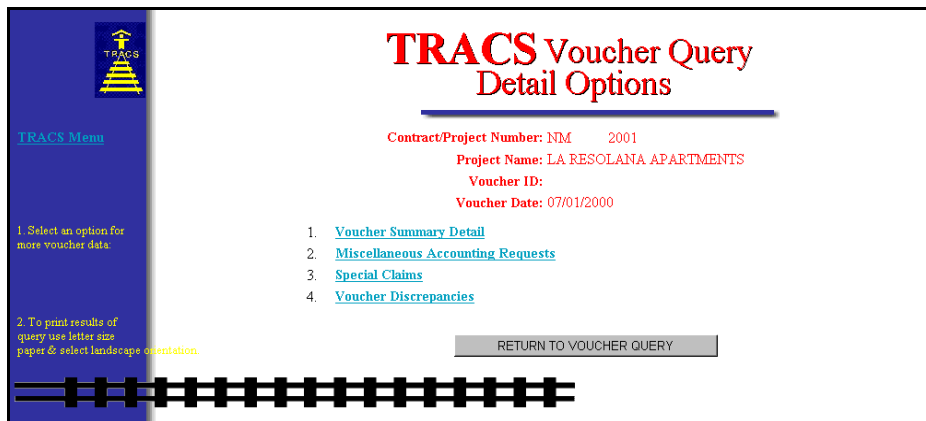 TRACS
TRACS Voucher Query
Detail Options
TRACS Menu
Contract/Project Number: NM 2001
Project Name: LA RESOLANA APARTMENTS
Voucher ID:
Voucher Date: 07/01/2000
1. Select an option for
more voucher data:
1. Voucher Summary Detail
2. Miscellaneous Accounting Requests
3. Special Claims
4. Voucher Discrepancies
2. To print results of
query use letter size
paper & select landscape orientation.
RETURN TO VOUCHER QUERY